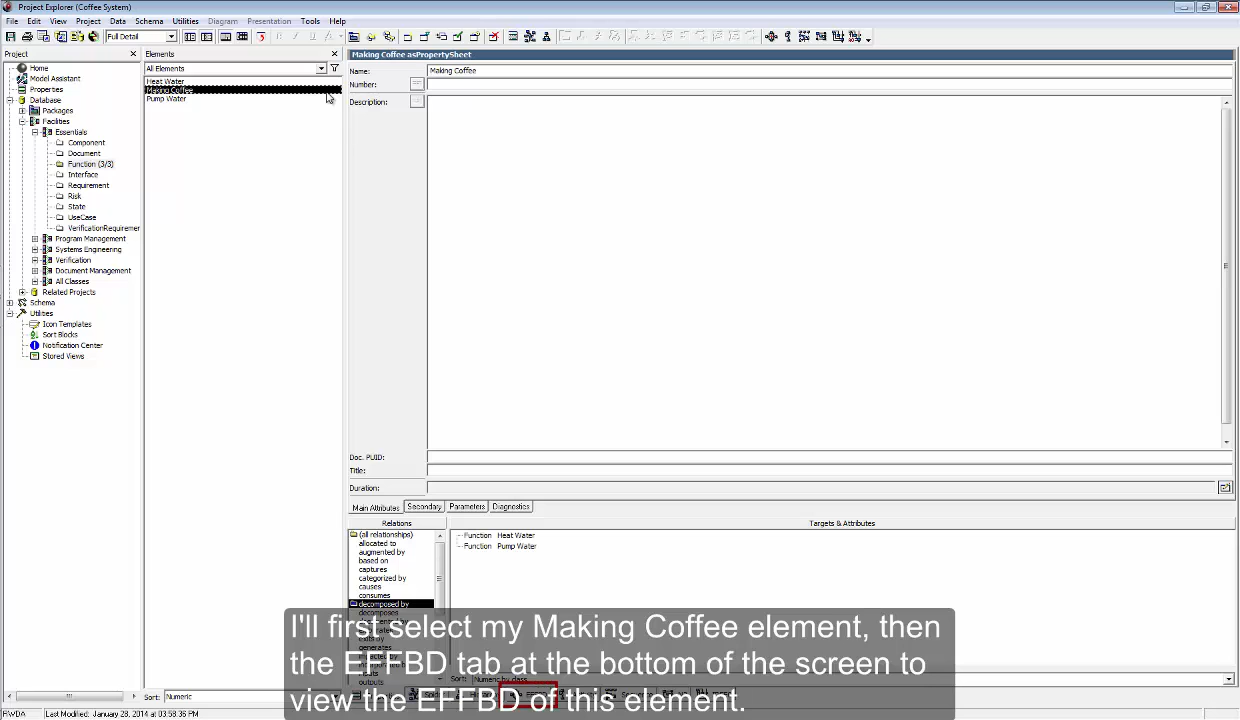 Project Explorer (Coffee System)
File Edit View Project Data Schema Utilities Diagram Presentation Tools Help
Full Detail
Project
Home
Model Assistant
Properties
Database
Packages
Facilities
Essentials
Component
Document
Function (3/3)
Interface
Requirement
Risk
State
UseCase
VerificationRequiremer
Program Management
Systems Engineering
Verification
Document Management
All Classes
Related Projects
Schema
Utilities
Icon Templates
Sort Blocks
Notification Center
Stored Views
Elements
All Elements
Heat Water
Making Coffee
Pump Water
Sort: Numeric
Making Coffee asPropertySheet
Name: Making Coffee
Number:
Description:
Doc. PUID:
Title:
Duration:
Main Attributes Secondary Parameters Diagnostics
Relations
(all relationships)
allocated to
augmented by
based on
captures
categorized by
causes
consumes
decomposed by
decomposes
Targets & Attributes
Function Heat Water
Function Pump Water
Sort: Numeric by class
I'll first select my Making Coffee element, then
the EFFBD tab at the bottom of the screen to
view the EFFBD of this element.
RWDA Last Modified: January 28, 2014 at 03:58:36 PM